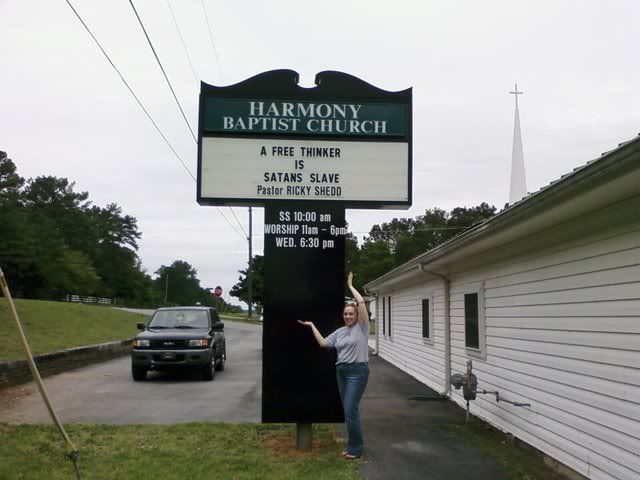 HARMONY
BAPTIST CHURCH
A FREE THINKER
IS
SATANS SLAVE
Pastor RICKY SHEDD
SS 10:00 am
WORSHIP 11am – 6pm
WED. 6:30 pm